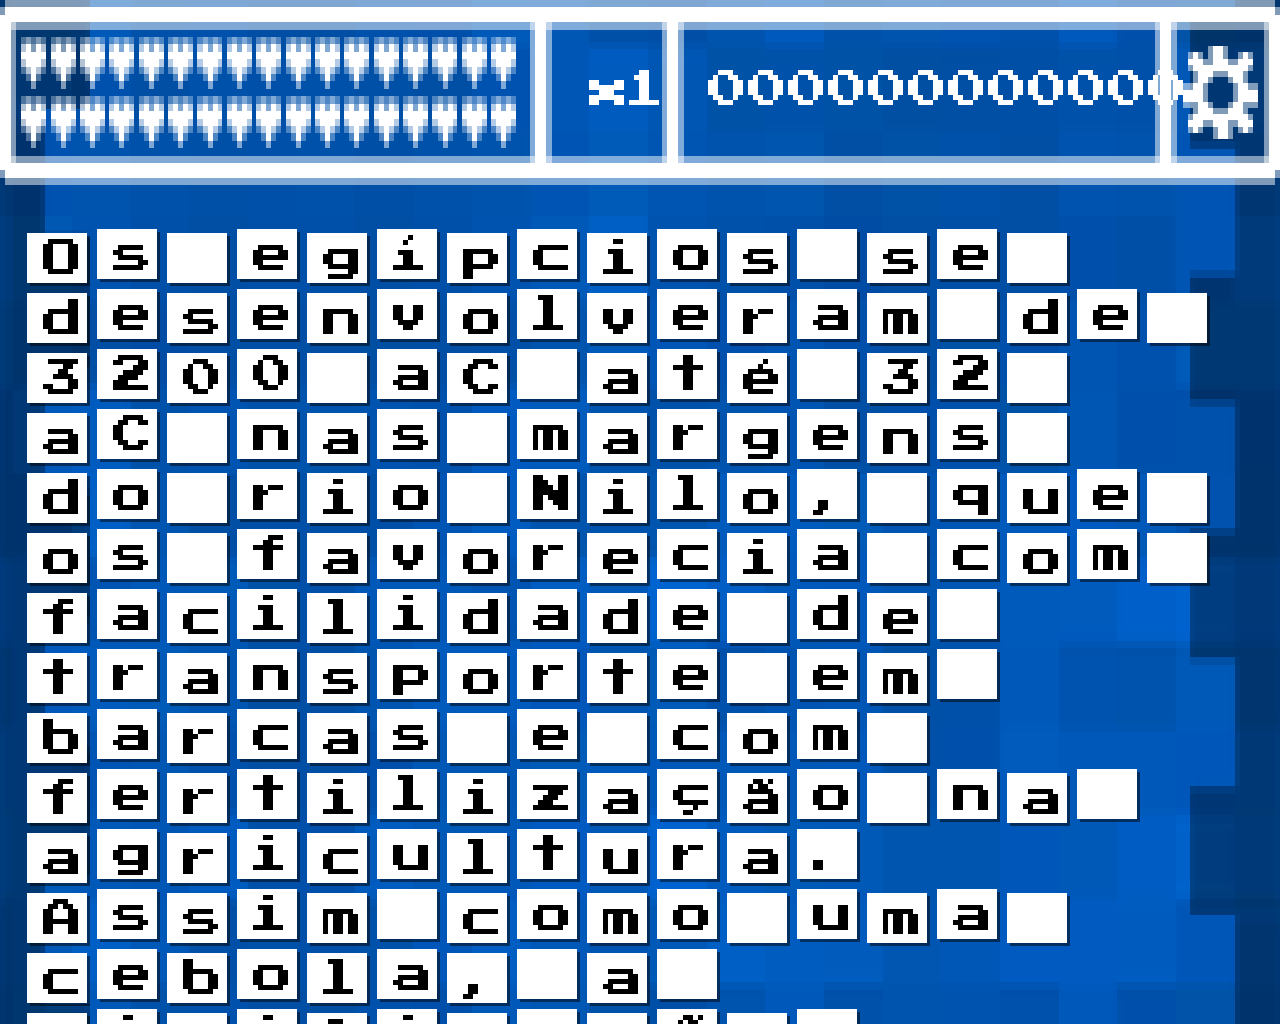 x1
000000000000
Os egípcios se
desenvolveram de
3200 aC até 32
aC nas margens
do rio Nilo, que
os favorecia com
facilidade de
transporte em
barcas e com
fertilização na
agricultura.
Assim como uma
cebola, a